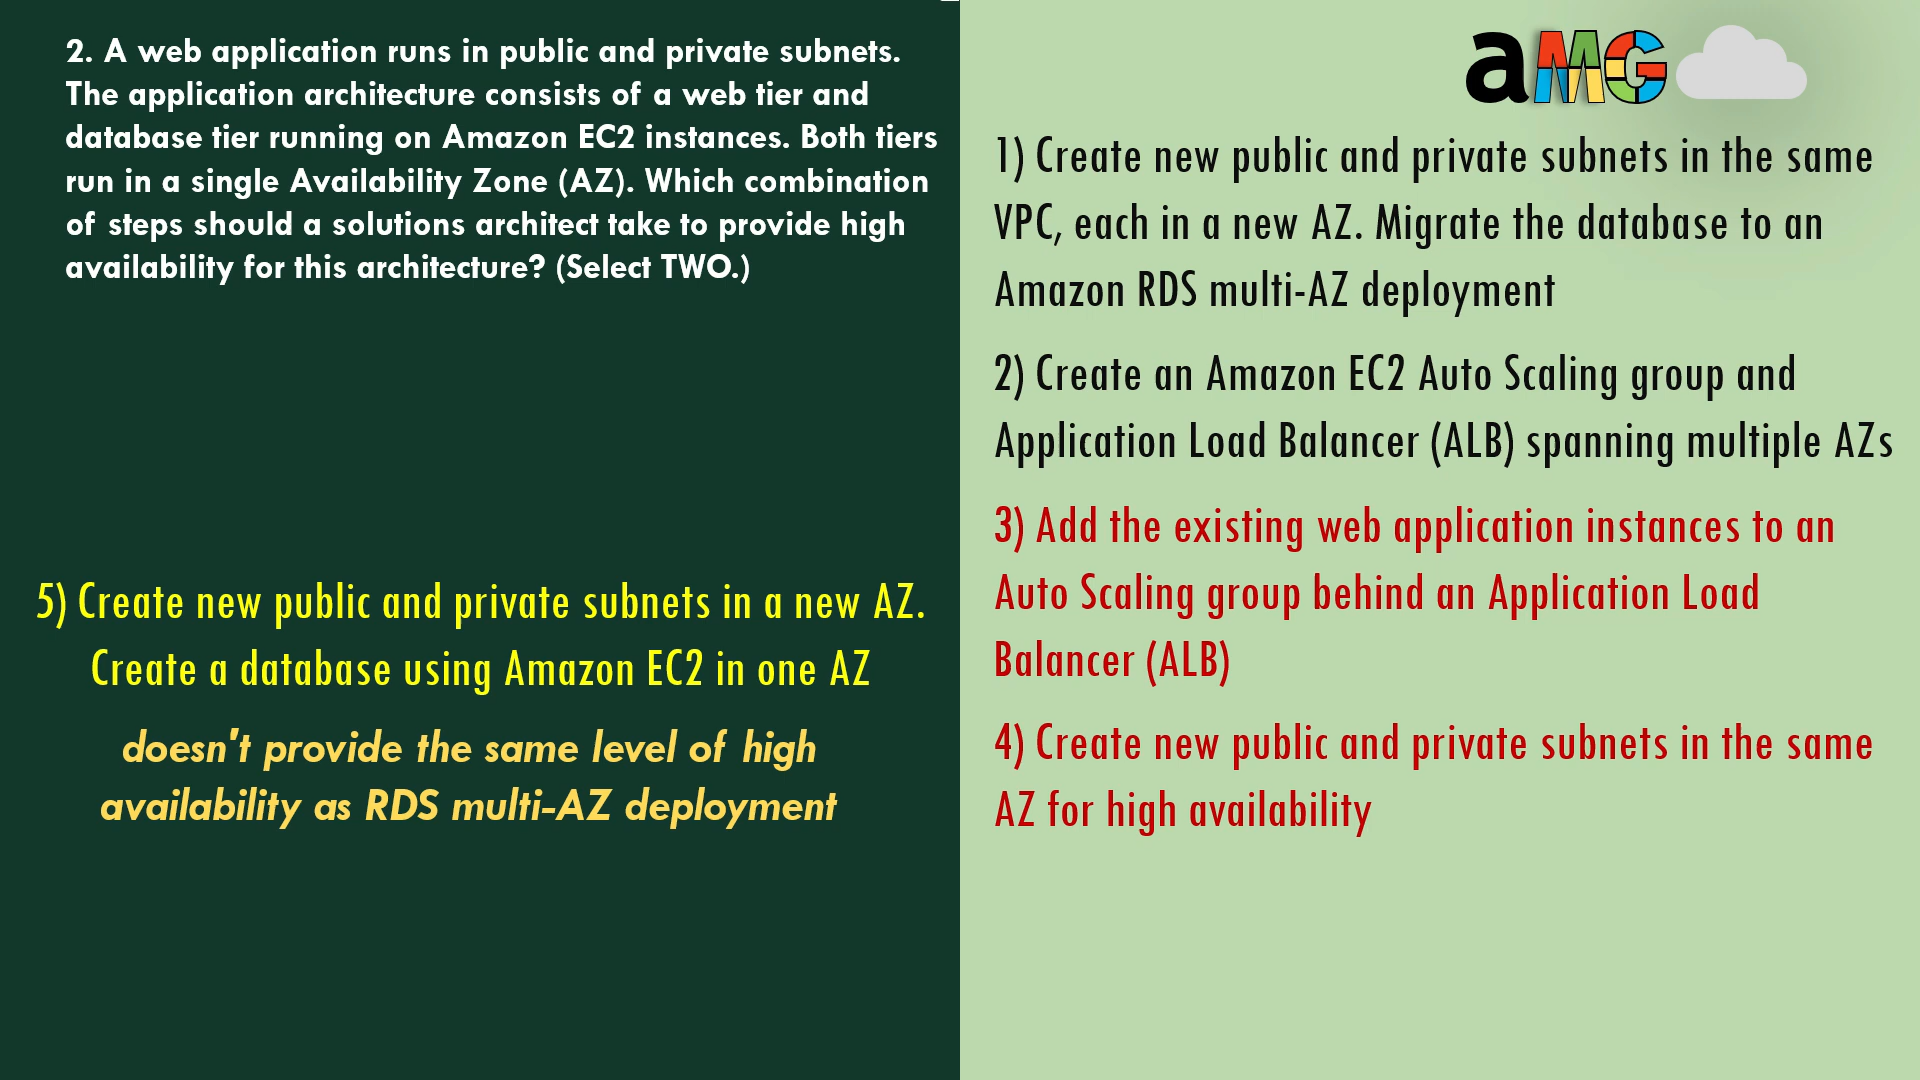 2. A web application runs in public and private subnets.
The application architecture consists of a web tier and
database tier running on Amazon EC2 instances. Both tiers
run in a single Availability Zone (AZ). Which combination
of steps should a solutions architect take to provide high
availability for this architecture? (Select TWO.)
5) Create new public and private subnets in a new AZ.
Create a database using Amazon EC2 in one AZ
doesn't provide the same level of high
availability as RDS multi-AZ deployment
aMG
1) Create new public and private subnets in the same
VPC, each in a new AZ. Migrate the database to an
Amazon RDS multi-AZ deployment
2) Create an Amazon EC2 Auto Scaling group and
Application Load Balancer (ALB) spanning multiple AZs
3) Add the existing web application instances to an
Auto Scaling group behind an Application Load
Balancer (ALB)
4) Create new public and private subnets in the same
AZ for high availability